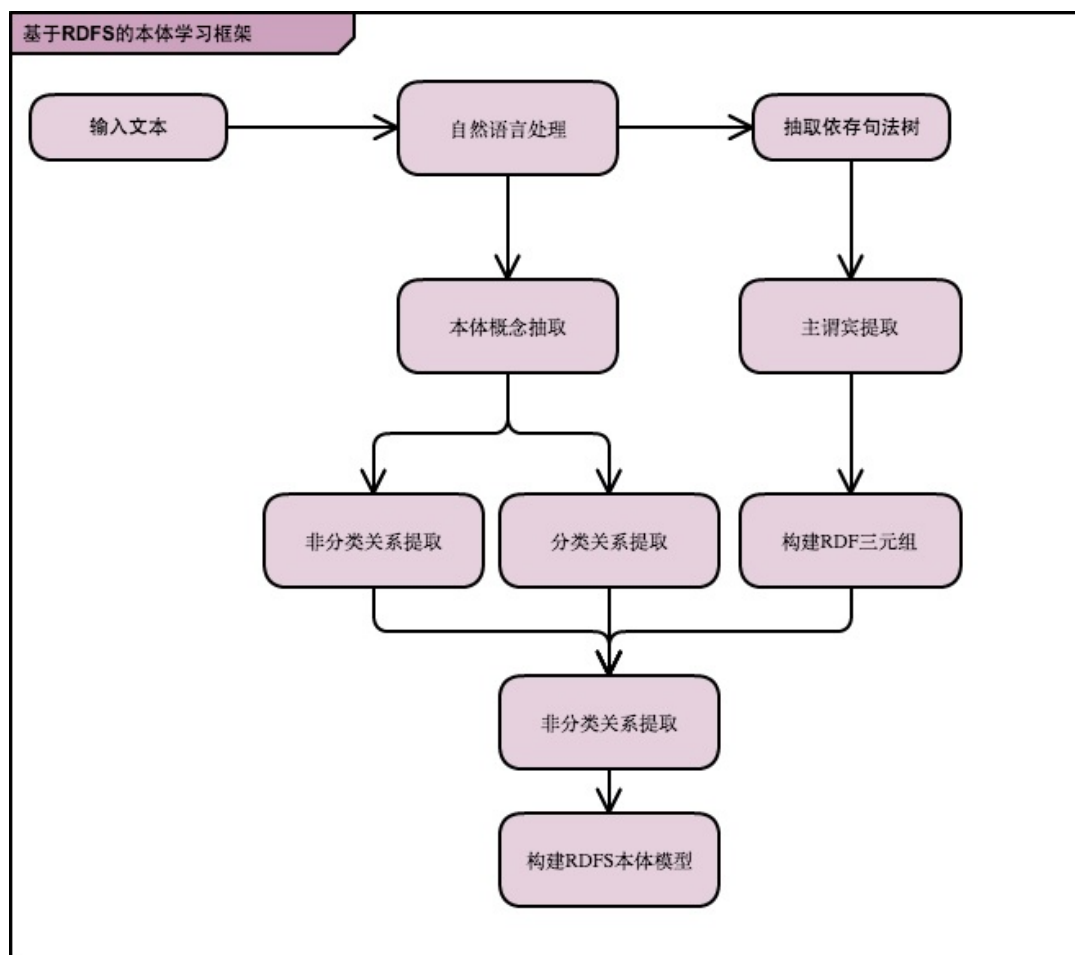 基于RDFS的本体学习框架
输入文本
自然语言处理
抽取依存句法树
本体概念抽取
主谓宾提取
非分类关系提取
分类关系提取
构建RDF三元组
非分类关系提取
构建RDFS本体模型